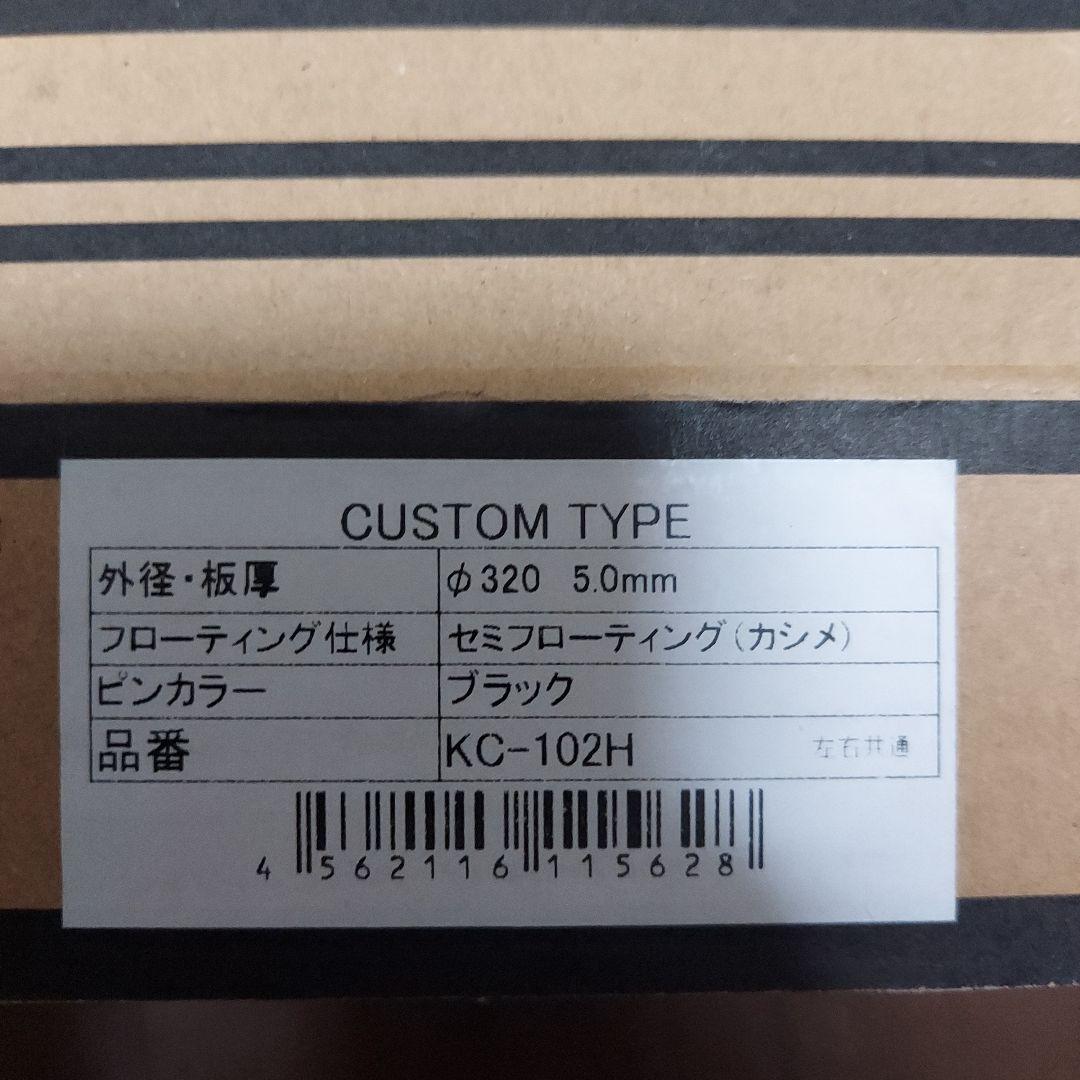 CUSTOM TYPE
外径・板厚 φ320 5.0mm
フローティング仕様 セミフローティング(カシメ)
ピンカラー ブラック
品番 KC-102H 左右共通
4 562116 115628